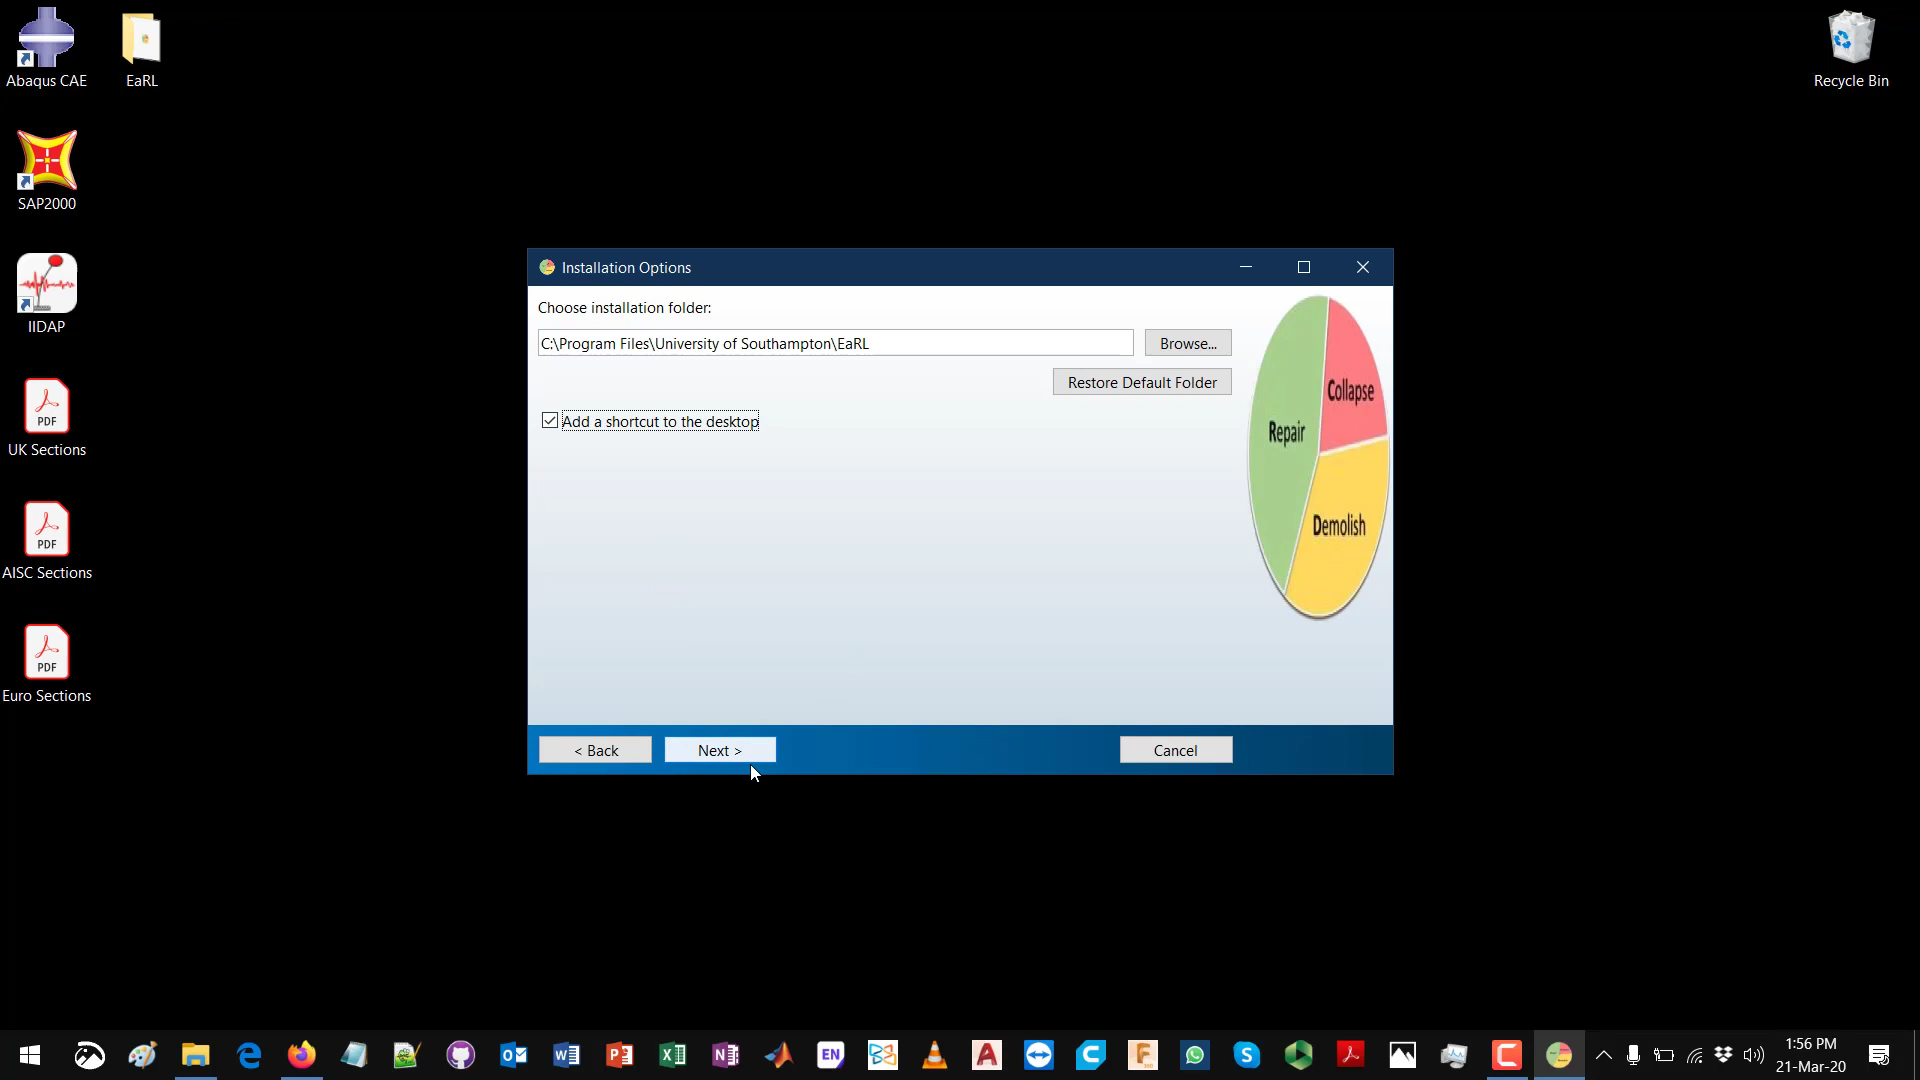 Abaqus CAE
EaRL
Recycle Bin
SAP2000
IIDAP
PDF
UK Sections
PDF
AISC Sections
PDF
Euro Sections
Installation Options
Choose installation folder:
C:\Program Files\University of Southampton\EaRL
Browse...
Restore Default Folder
Add a shortcut to the desktop
Collapse
Repair
Demolish
< Back
Next >
Cancel
EN
1:56 PM
21-Mar-20